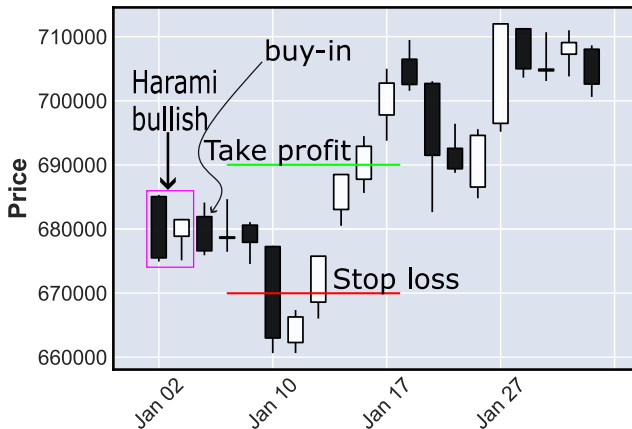 710000
buy-in
Harami
bullish
700000
Take profit
690000
Price
680000
Stop loss
670000
660000
Jan 02
Jan 10
Jan 17
Jan 27